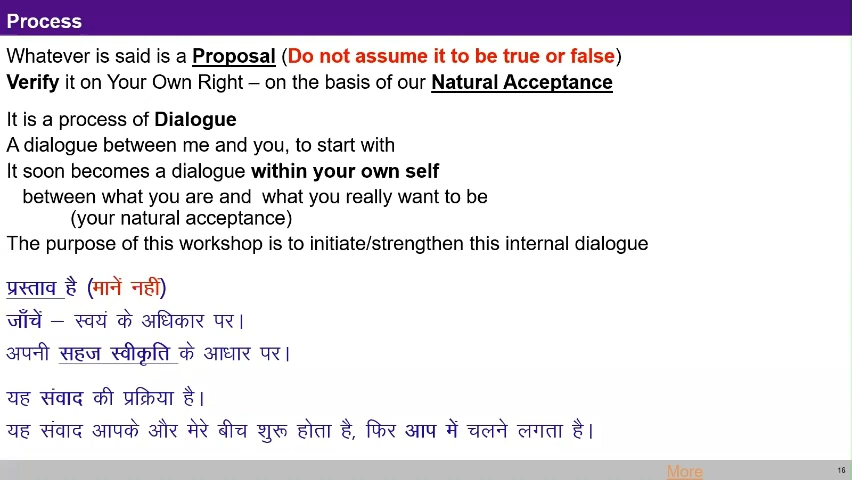 Process
Whatever is said is a Proposal (Do not assume it to be true or false)
Verify it on Your Own Right – on the basis of our Natural Acceptance
It is a process of Dialogue
A dialogue between me and you, to start with
It soon becomes a dialogue within your own self
between what you are and what you really want to be
(your natural acceptance)
The purpose of this workshop is to initiate/strengthen this internal dialogue
प्रस्ताव है (मानें नहीं)
जाँचें – स्वयं के अधिकार पर।
अपनी सहज स्वीकृति के आधार पर।
यह संवाद की प्रक्रिया है।
यह संवाद आपके और मेरे बीच शुरू होता है, फिर आप में चलने लगता है।
More
16